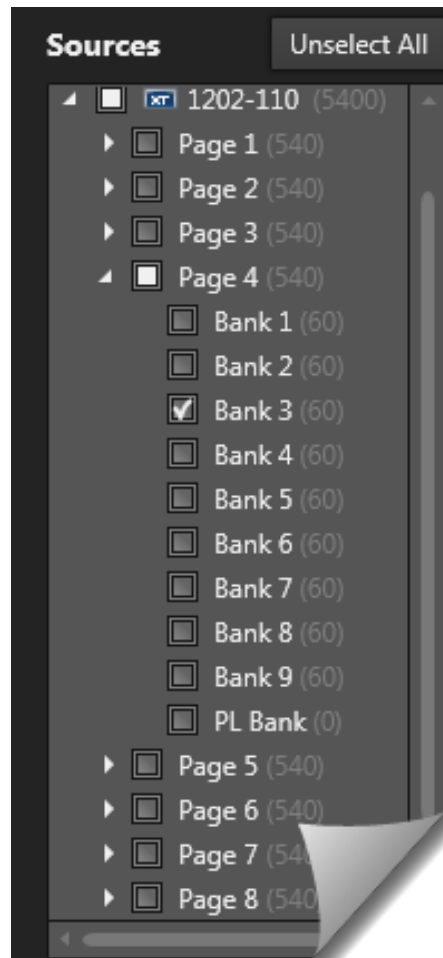 Sources Unselect All
XT 1202-110 (5400)
Page 1 (540)
Page 2 (540)
Page 3 (540)
Page 4 (540)
Bank 1 (60)
Bank 2 (60)
Bank 3 (60)
Bank 4 (60)
Bank 5 (60)
Bank 6 (60)
Bank 7 (60)
Bank 8 (60)
Bank 9 (60)
PL Bank (0)
Page 5 (540)
Page 6 (540)
Page 7 (54
Page 8 (540